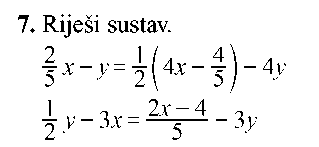 7. Riješi sustav.
2/5 x − y = 1/2 ( 4x − 4/5 ) − 4y
1/2 y − 3x = (2x − 4)/5 − 3y